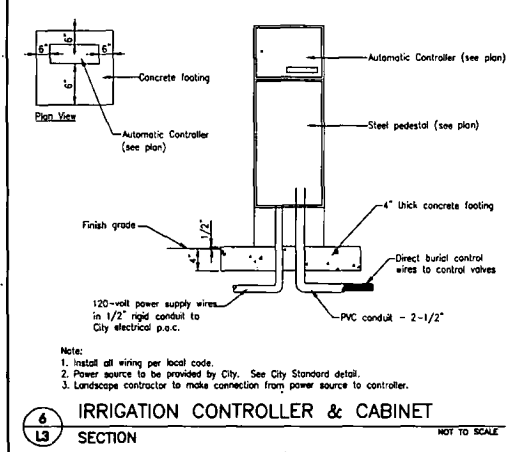 6"
6"
6"
6"
Concrete footing
Plan View
Automatic Controller
(see plan)
Automatic Controller (see plan)
Steel pedestal (see plan)
4" thick concrete footing
Finish grade
1/2"
4"
Direct burial control
wires to control valves
120-volt power supply wires
in 1/2" rigid conduit to
City electrical p.o.c.
PVC conduit - 2-1/2"
Note:
1. Install all wiring per local code.
2. Power source to be provided by City. See City Standard detail.
3. Landscape contractor to make connection from power source to controller.
6
L3
IRRIGATION CONTROLLER & CABINET
SECTION
NOT TO SCALE